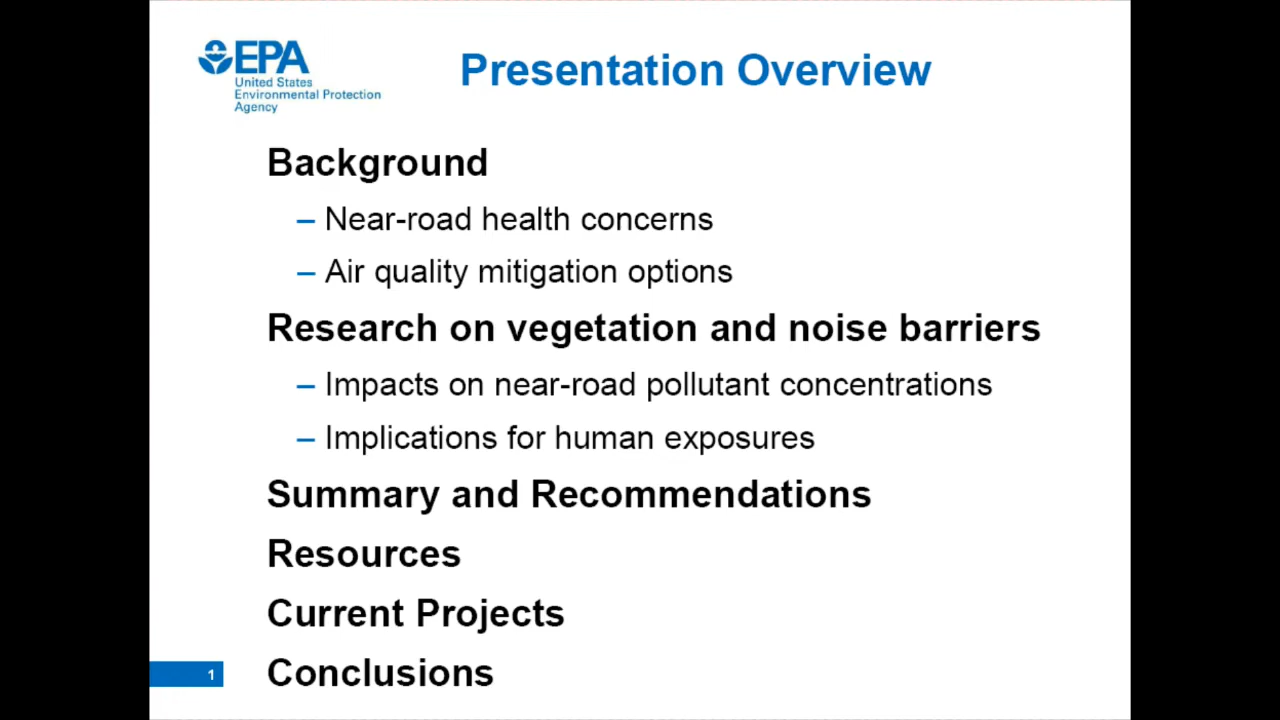 EPA
United States
Environmental Protection
Agency
Presentation Overview
Background
– Near-road health concerns
– Air quality mitigation options
Research on vegetation and noise barriers
– Impacts on near-road pollutant concentrations
– Implications for human exposures
Summary and Recommendations
Resources
Current Projects
Conclusions
1